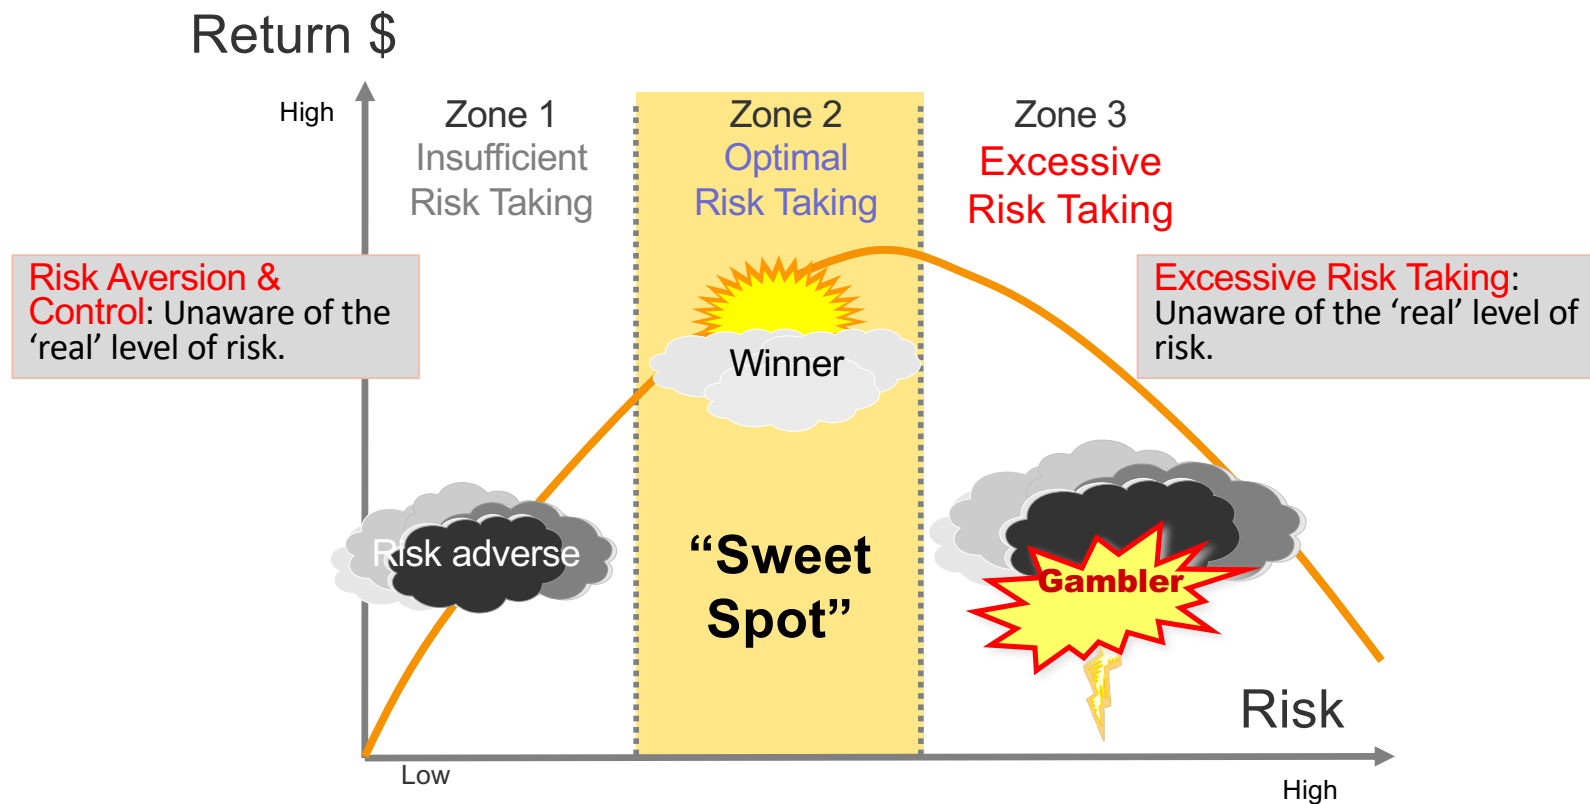 Return $
High
Zone 1
Insufficient
Risk Taking
Zone 2
Optimal
Risk Taking
Zone 3
Excessive
Risk Taking
Risk Aversion &
Control: Unaware of the
‘real’ level of risk.
Excessive Risk Taking:
Unaware of the ‘real’ level of
risk.
Winner
Risk adverse
“Sweet
Spot”
Gambler
Risk
Low
High